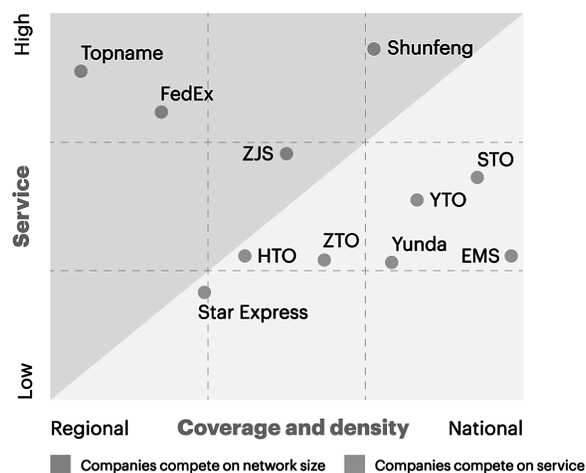 High
Topname
Shunfeng
FedEx
ZJS
STO
YTO
Service
HTO
ZTO
Yunda
EMS
Star Express
Low
Regional
Coverage and density
National
Companies compete on network size
Companies compete on service